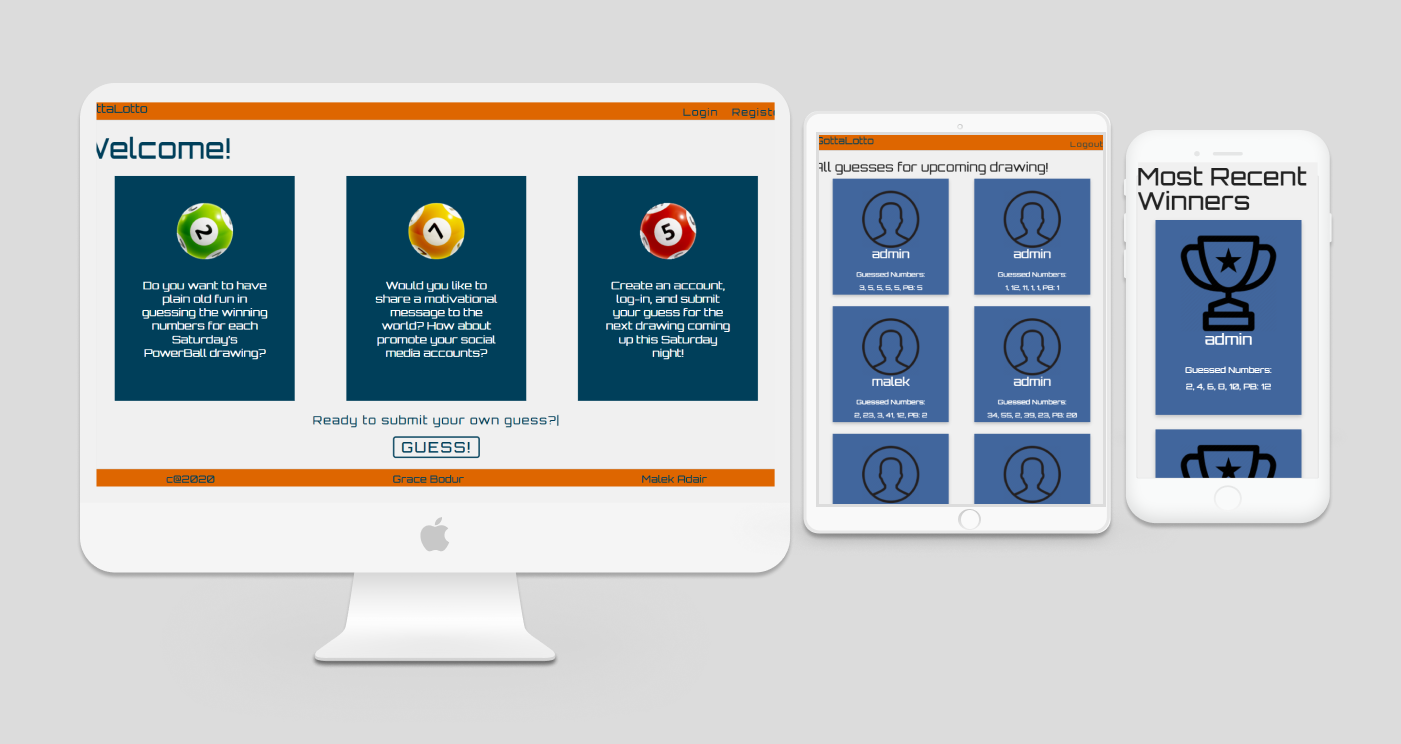 ttaLotto
Login Registe
Welcome!
2
7
5
Do you want to have
plain old fun in
guessing the winning
numbers for each
Saturday's
PowerBall drawing?
Would you like to
share a motivational
message to the
world? How about
promote your social
media accounts?
Create an account,
log-in, and submit
your guess for the
next drawing coming
up this Saturday
night!
Ready to submit your own guess?|
GUESS!
c@2020 Grace Bodur Malek Adair
GottaLotto
Logout
All guesses for upcoming drawing!
admin
Guessed Numbers:
3, 5, 5, 5, 5, PB: 5
admin
Guessed Numbers:
1, 12, 11, 1, 1, PB: 1
malek
Guessed Numbers:
2, 23, 3, 41, 12, PB: 2
admin
Guessed Numbers:
34, 55, 2, 39, 23, PB: 20
Most Recent
Winners
admin
Guessed Numbers:
2, 4, 6, 8, 10, PB: 12